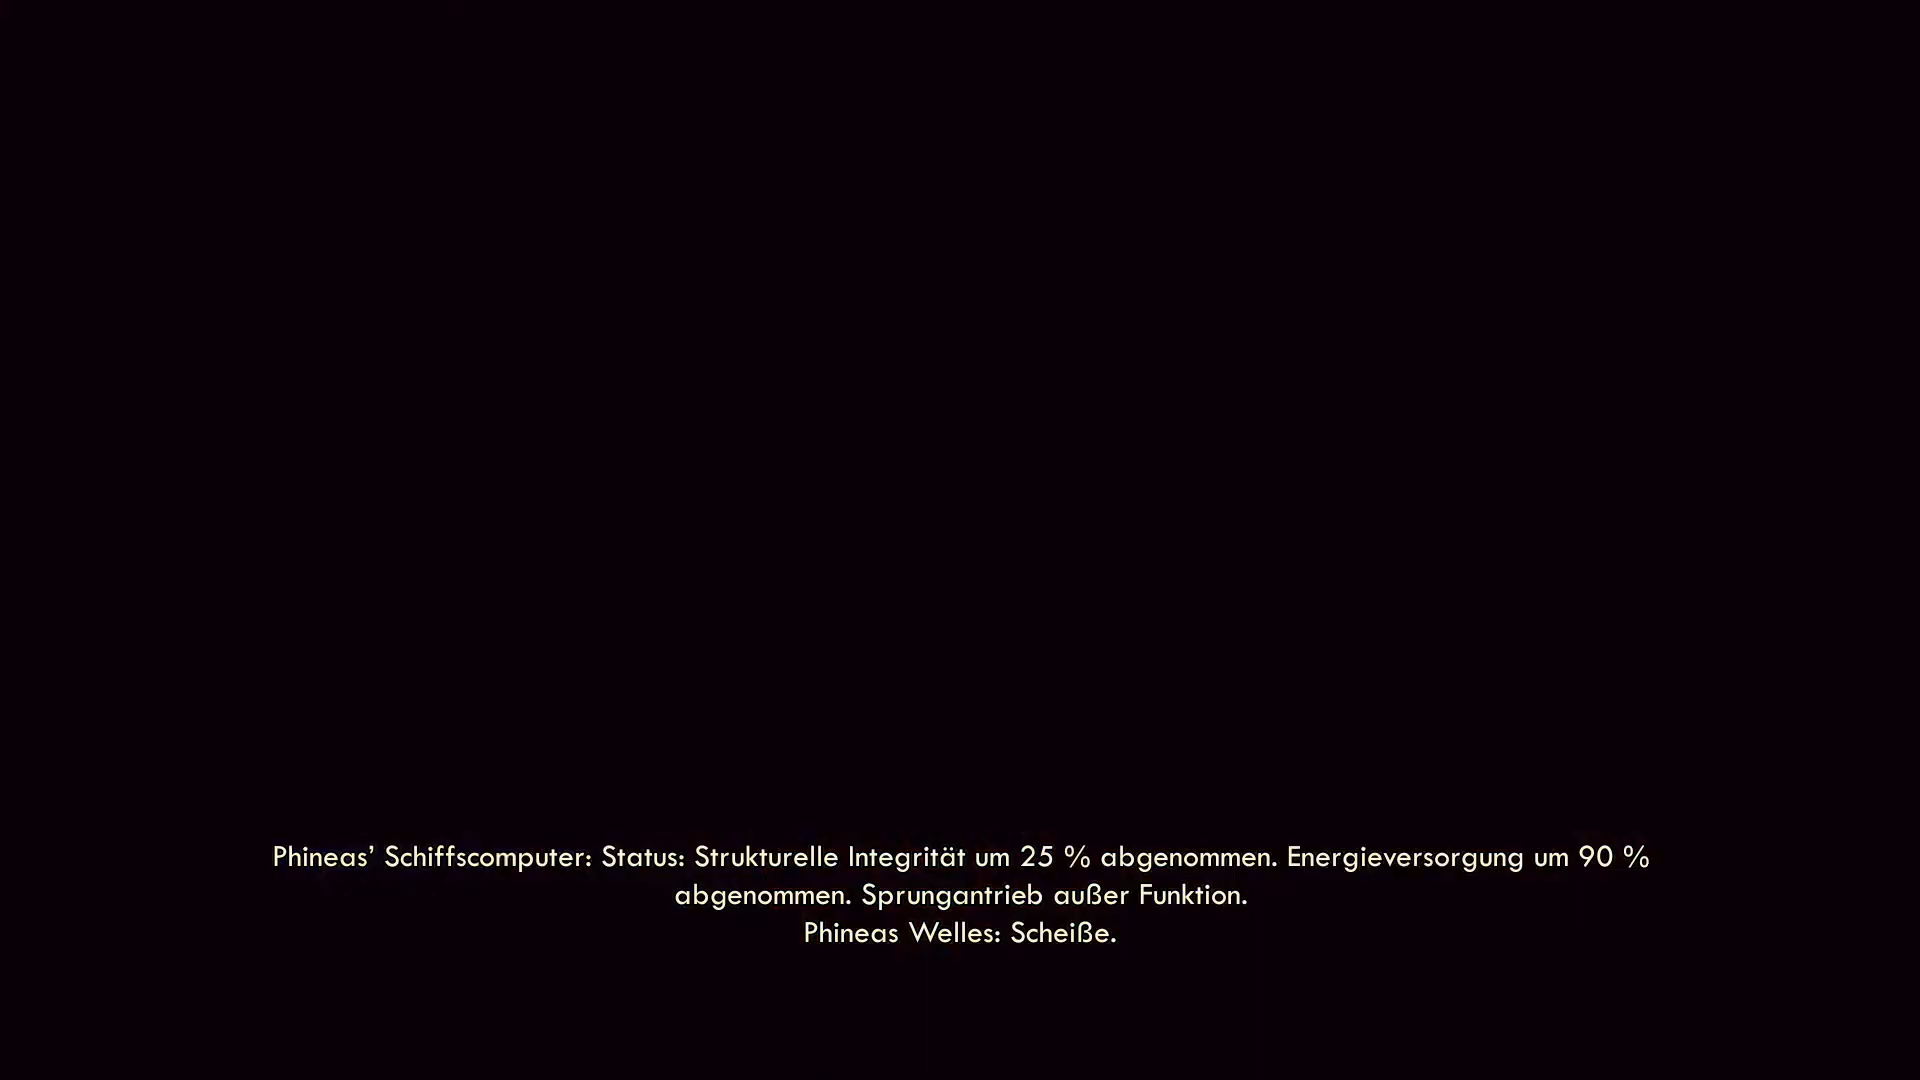 Phineas’ Schiffscomputer: Status: Strukturelle Integrität um 25 % abgenommen. Energieversorgung um 90 %
abgenommen. Sprungantrieb außer Funktion.
Phineas Welles: Scheiße.